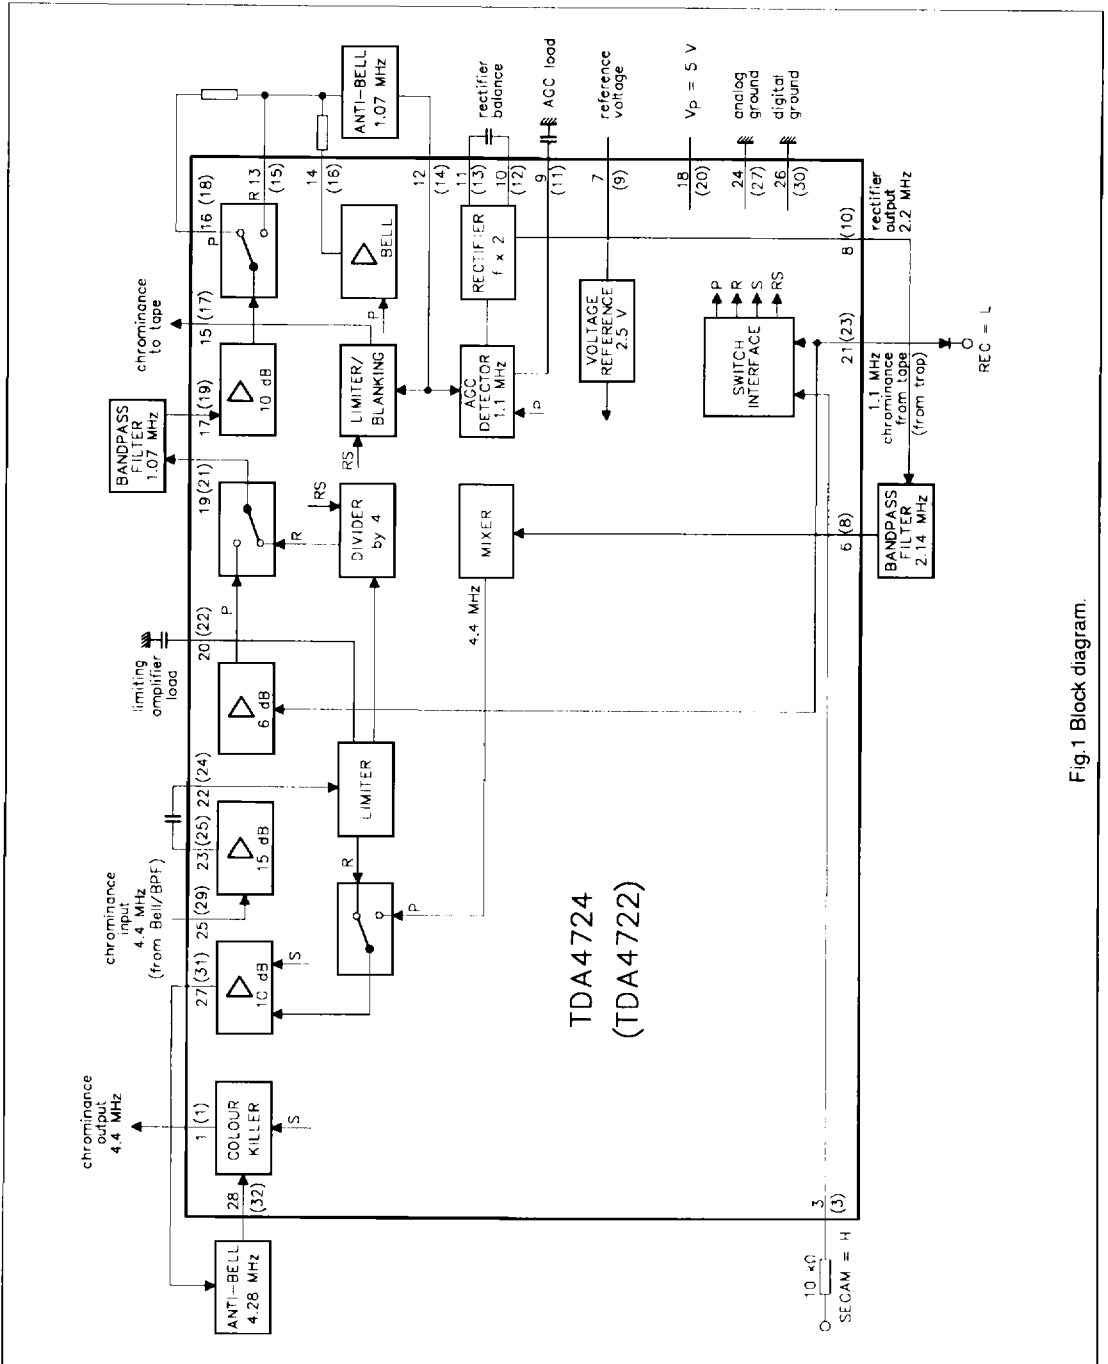 chrominance
output
4.4 MHz
chrominance
input
4.4 MHz
(from Bell/BPF)
limiting
amplifier
load
BANDPASS
FILTER
1.07 MHz
chrominance
to tape
1 (1)
27 (31)
25 (29)
23 (25)
22 (24)
20 (22)
19 (21)
17 (19)
15 (17)
16 (18)
ANTI-BELL
4.28 MHz
28
(32)
COLOUR
KILLER
S
10 dB
S
15 dB
6 dB
P
R
10 dB
P
R
13
(15)
R
P
LIMITER
DIVIDER
by 4
RS
LIMITER/
BLANKING
RS
BELL
P
14
(16)
ANTI-BELL
1.07 MHz
12
(14)
4.4 MHz
MIXER
AGC
DETECTOR
1.1 MHz
RECTIFIER
f x 2
11
(13)
10
(12)
rectifier
balance
9
(11)
AGC load
TDA4724
(TDA4722)
VOLTAGE
REFERENCE
2.5 V
7
(9)
reference
voltage
18
(20)
Vp = 5 V
SWITCH
INTERFACE
P
R
S
RS
24
(27)
analog
ground
26
(30)
digital
ground
3
(3)
10 kΩ
SECAM = H
6 (8)
21 (23)
8 (10)
BANDPASS
FILTER
2.14 MHz
1.1 MHz
chrominance
from tape
(from trap)
REC = L
rectifier
output
2.2 MHz
Fig.1 Block diagram.